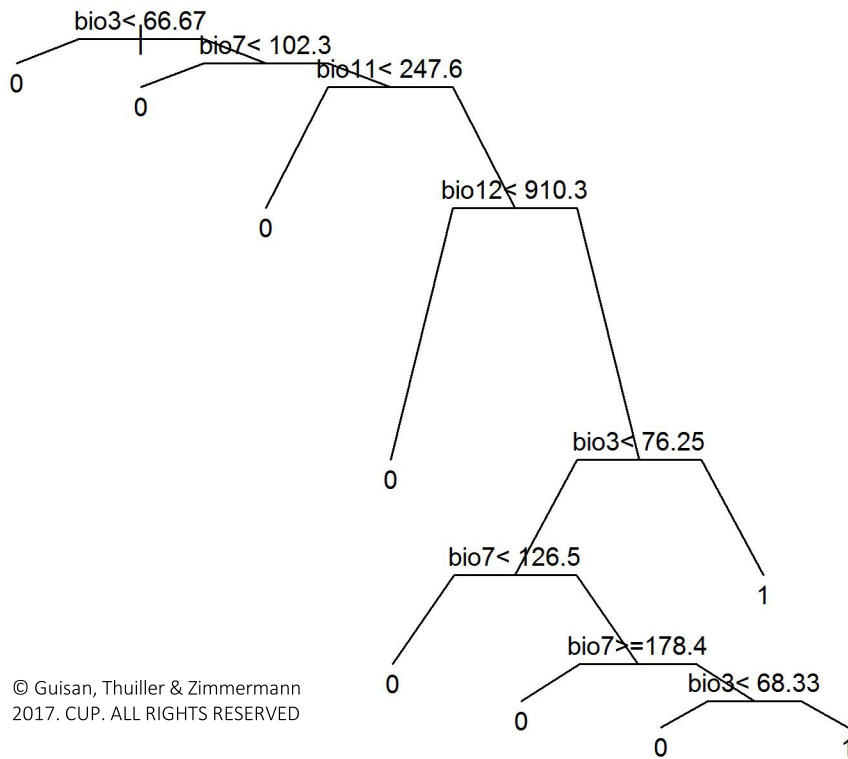 bio3< 66.67
bio7< 102.3
bio11< 247.6
0
0
0
bio12< 910.3
0
bio3< 76.25
bio7< 126.5
1
bio7>=178.4
0
bio3< 68.33
0
0
1
© Guisan, Thuiller & Zimmermann
2017. CUP. ALL RIGHTS RESERVED